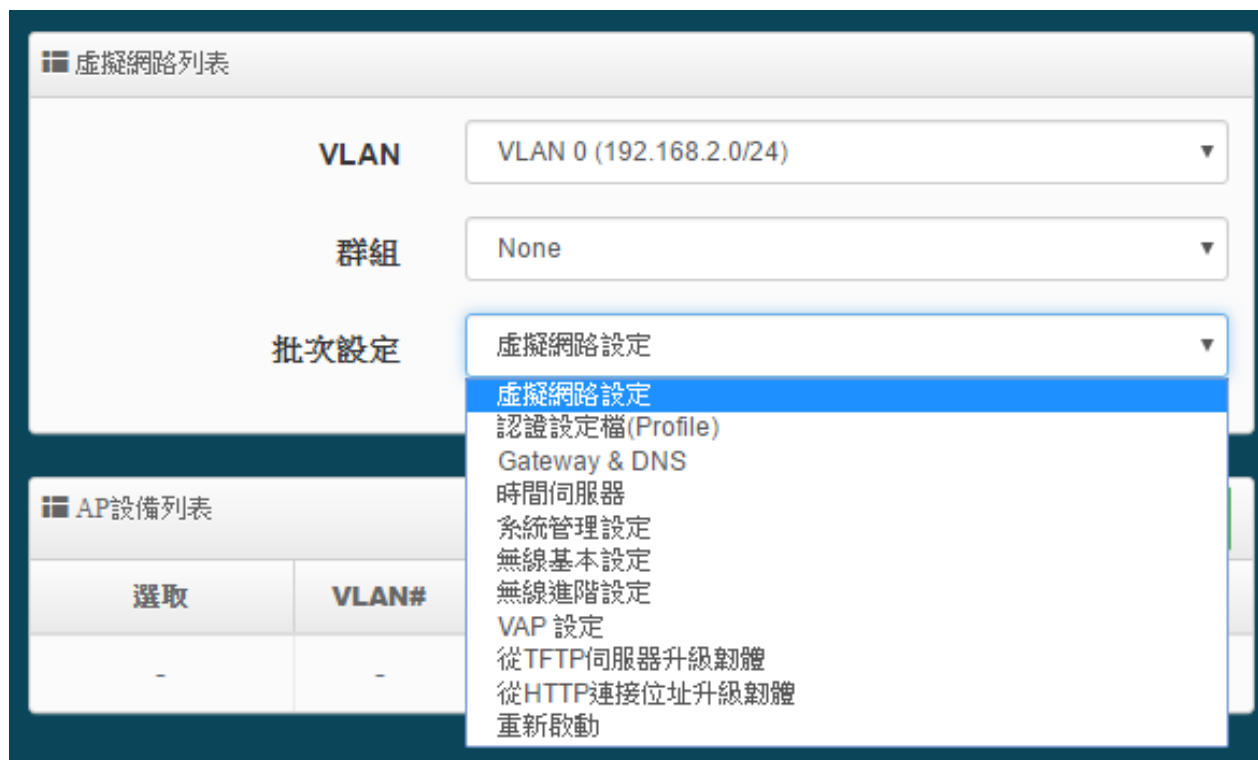 虛擬網路列表
VLAN
VLAN 0 (192.168.2.0/24)
群組
None
批次設定
虛擬網路設定
虛擬網路設定
認證設定檔(Profile)
Gateway & DNS
時間伺服器
系統管理設定
無線基本設定
無線進階設定
VAP 設定
從TFTP伺服器升級韌體
從HTTP連接位址升級韌體
重新啟動
AP設備列表
選取
VLAN#
-
-